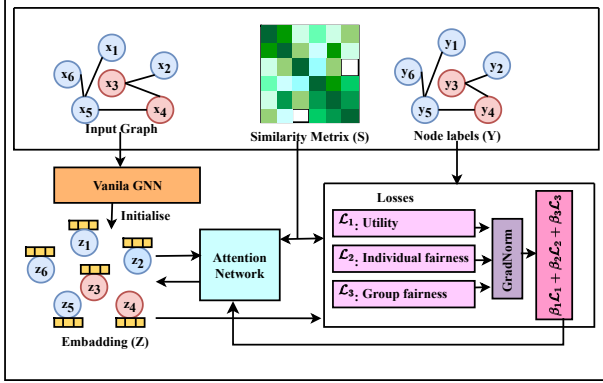 x1
x6
x2
x3
x5
x4
Input Graph
Similarity Metrix (S)
y1
y6
y2
y3
y5
y4
Node labels (Y)
Vanila GNN
Initialise
z1
z2
z6
z3
z5
z4
Embadding (Z)
Attention
Network
Losses
ℒ1: Utility
ℒ2: Individual fairness
ℒ3: Group fairness
GradNorm
β1ℒ1 + β2ℒ2 + β3ℒ3